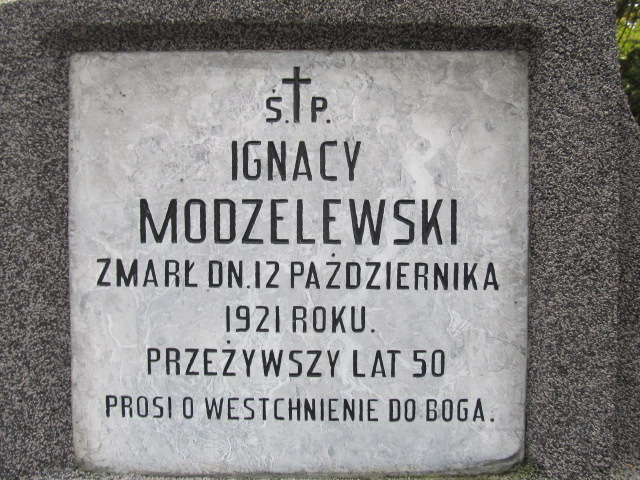 Ś.†P.
IGNACY
MODZELEWSKI
ZMARŁ DN. 12 PAŹDZIERNIKA
1921 ROKU.
PRZEŻYWSZY LAT 50
PROSI O WESTCHNIENIE DO BOGA.